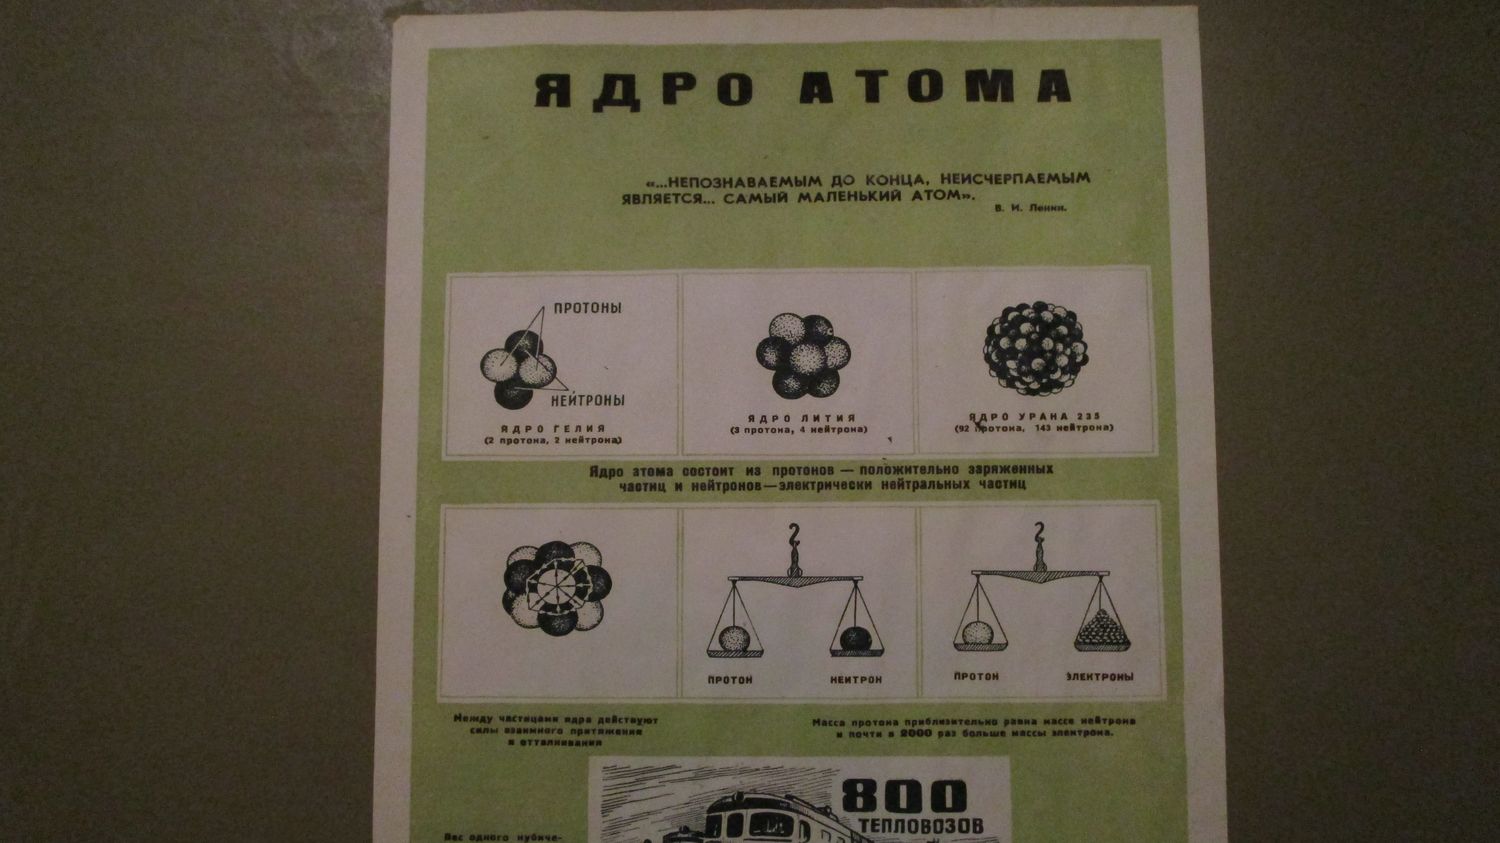 ЯДРО АТОМА
«...НЕПОЗНАВАЕМЫМ ДО КОНЦА, НЕИСЧЕРПАЕМЫМ
ЯВЛЯЕТСЯ... САМЫЙ МАЛЕНЬКИЙ АТОМ».
В. И. Ленин.
ПРОТОНЫ
НЕЙТРОНЫ
ЯДРО ГЕЛИЯ
(2 протона, 2 нейтрона)
ЯДРО ЛИТИЯ
(3 протона, 4 нейтрона)
ЯДРО УРАНА 235
(92 протона, 143 нейтрона)
Ядро атома состоит из протонов — положительно заряженных
частиц и нейтронов — электрически нейтральных частиц
ПРОТОН
НЕЙТРОН
ПРОТОН
ЭЛЕКТРОНЫ
Между частицами ядра действуют
силы взаимного притяжения
и отталкивания
Масса протона приблизительно равна массе нейтрона
и почти в 2000 раз больше массы электрона.
800
ТЕПЛОВОЗОВ
Вес одного кубиче-